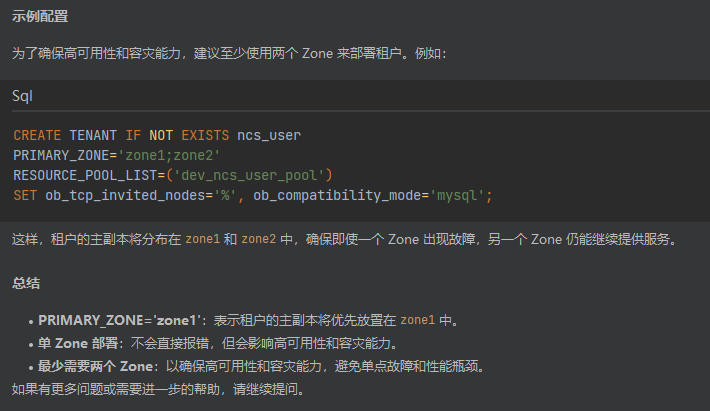 示例配置
为了确保高可用性和容灾能力，建议至少使用两个 Zone 来部署租户。例如：
Sql
CREATE TENANT IF NOT EXISTS ncs_user
PRIMARY_ZONE='zone1;zone2'
RESOURCE_POOL_LIST=('dev_ncs_user_pool')
SET ob_tcp_invited_nodes='%', ob_compatibility_mode='mysql';
这样，租户的主副本将分布在 zone1 和 zone2 中，确保即使一个 Zone 出现故障，另一个 Zone 仍能继续提供服务。
总结
• PRIMARY_ZONE='zone1'：表示租户的主副本将优先放置在 zone1 中。
• 单 Zone 部署：不会直接报错，但会影响高可用性和容灾能力。
• 最少需要两个 Zone：以确保高可用性和容灾能力，避免单点故障和性能瓶颈。
如果有更多问题或需要进一步的帮助，请继续提问。